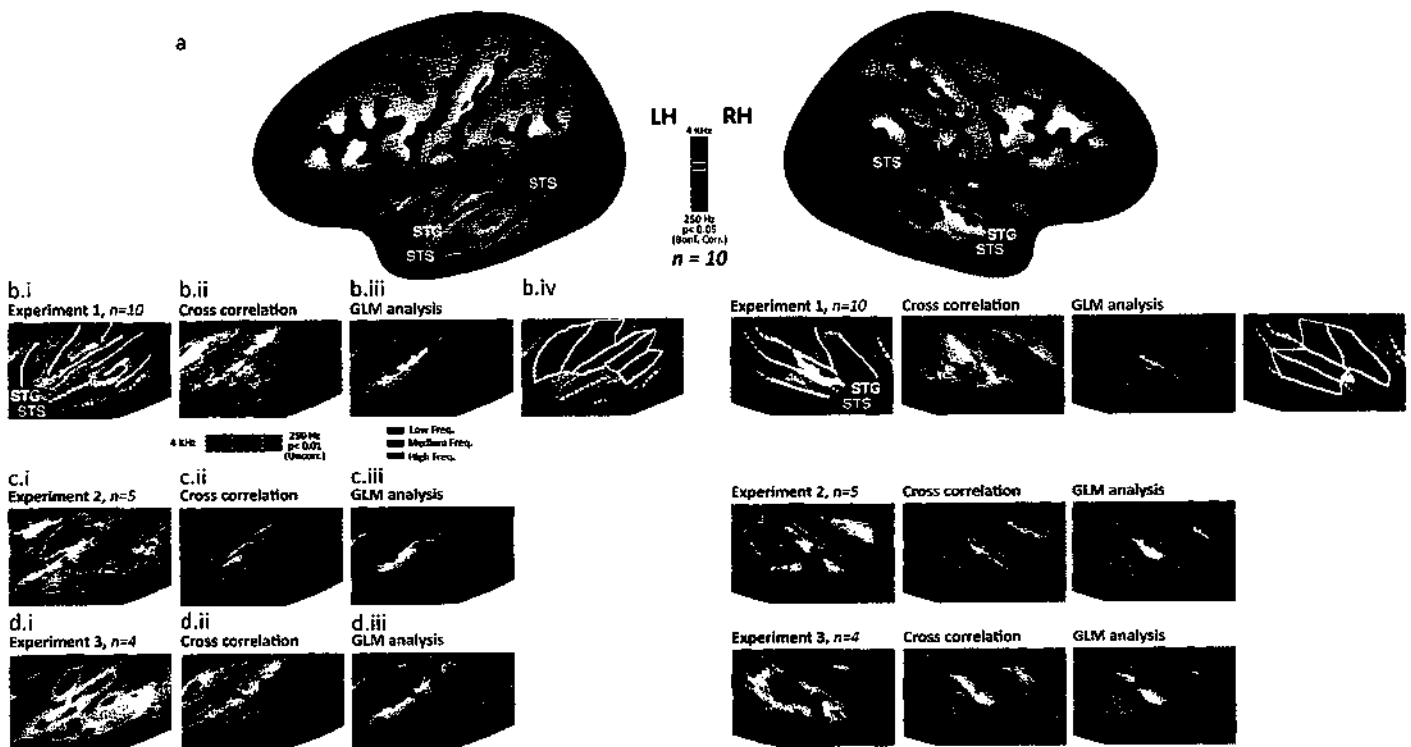 a
LH RH
4 KHz
250 Hz
p< 0.05
(Bonf. Corr.)
n = 10
STS
STG
STS
STS
STG
STS
b.i b.ii b.iii b.iv
Experiment 1, n=10 Cross correlation GLM analysis Experiment 1, n=10 Cross correlation GLM analysis
STG
STS
STG
STS
4 KHz 250 Hz
p< 0.01
(Uncorr.)
Low Freq.
Medium Freq.
High Freq.
c.i c.ii c.iii
Experiment 2, n=5 Cross correlation GLM analysis Experiment 2, n=5 Cross correlation GLM analysis
d.i d.ii d.iii
Experiment 3, n=4 Cross correlation GLM analysis Experiment 3, n=4 Cross correlation GLM analysis